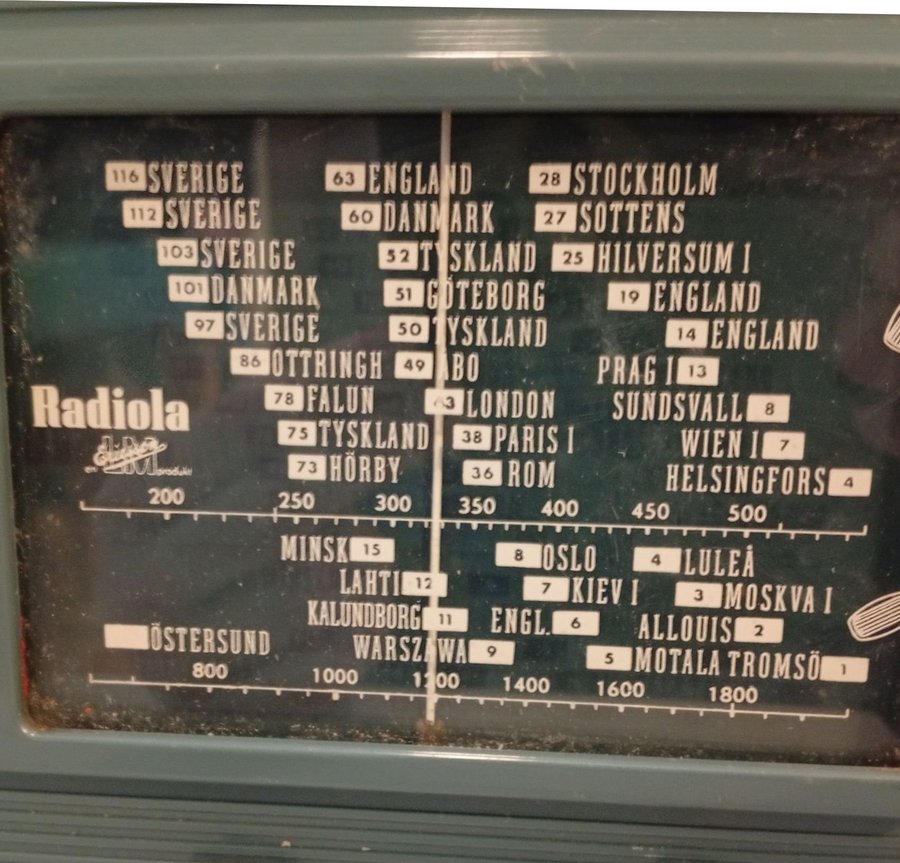 116 SVERIGE 63 ENGLAND 28 STOCKHOLM
112 SVERIGE 60 DANMARK 27 SOTTENS
103 SVERIGE 52 TYSKLAND 25 HILVERSUM I
101 DANMARK 51 GÖTEBORG 19 ENGLAND
97 SVERIGE 50 TYSKLAND 14 ENGLAND
86 OTTRINGH 49 ÅBO PRAG I 13
78 FALUN 43 LONDON SUNDSVALL 8
Radiola
75 TYSKLAND 38 PARIS I WIEN I 7
en produkt
73 HÖRBY 36 ROM HELSINGFORS 4
200 250 300 350 400 450 500
MINSK 15 8 OSLO 4 LULEÅ
LAHTI 12 7 KIEV I 3 MOSKVA I
KALUNDBORG 11 ENGL. 6 ALLOUIS 2
ÖSTERSUND WARSZAWA 9 5 MOTALA TROMSÖ 1
800 1000 1200 1400 1600 1800